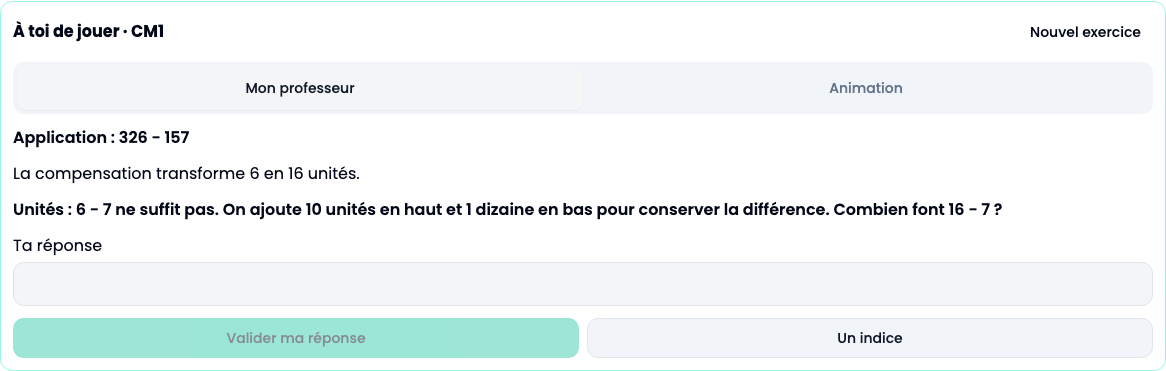 À toi de jouer · CM1
Nouvel exercice
Mon professeur
Animation
Application : 326 − 157
La compensation transforme 6 en 16 unités.
Unités : 6 − 7 ne suffit pas. On ajoute 10 unités en haut et 1 dizaine en bas pour conserver la différence. Combien font 16 − 7 ?
Ta réponse
Valider ma réponse
Un indice